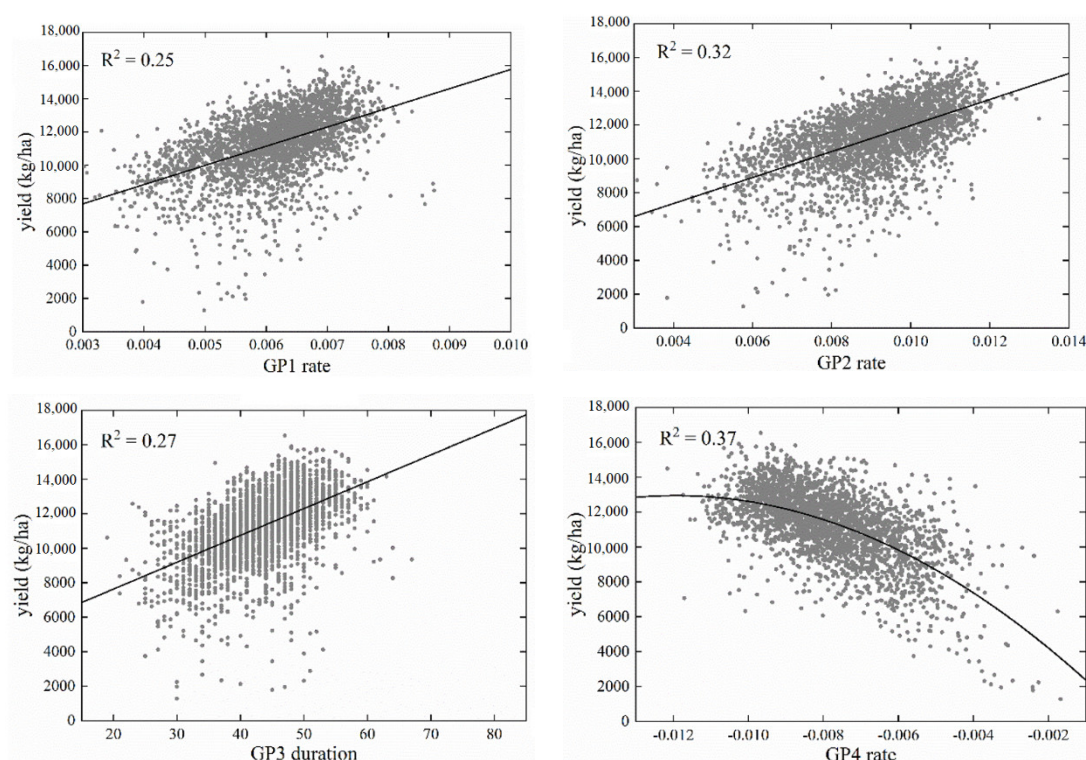 18,000
16,000
14,000
12,000
10,000
8000
6000
4000
2000
0
yield (kg/ha)
R² = 0.25
0.003 0.004 0.005 0.006 0.007 0.008 0.009 0.010
GP1 rate
18,000
16,000
14,000
12,000
10,000
8000
6000
4000
2000
0
yield (kg/ha)
R² = 0.32
0.004 0.006 0.008 0.010 0.012 0.014
GP2 rate
18,000
16,000
14,000
12,000
10,000
8000
6000
4000
2000
0
yield (kg/ha)
R² = 0.27
20 30 40 50 60 70 80
GP3 duration
18,000
16,000
14,000
12,000
10,000
8000
6000
4000
2000
0
yield (kg/ha)
R² = 0.37
-0.012 -0.010 -0.008 -0.006 -0.004 -0.002
GP4 rate